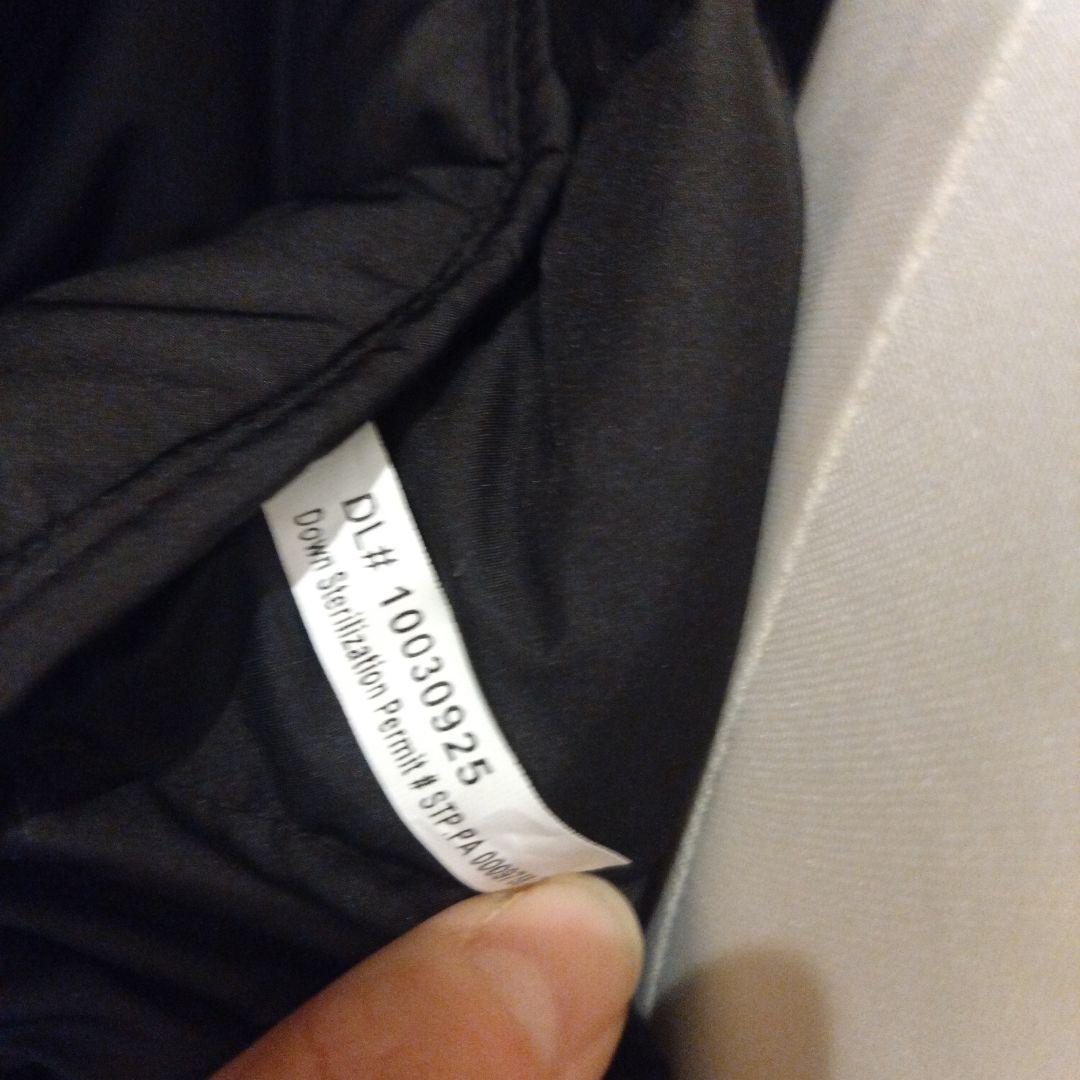 DL# 10030925
Down Sterilization Permit # STP.PA